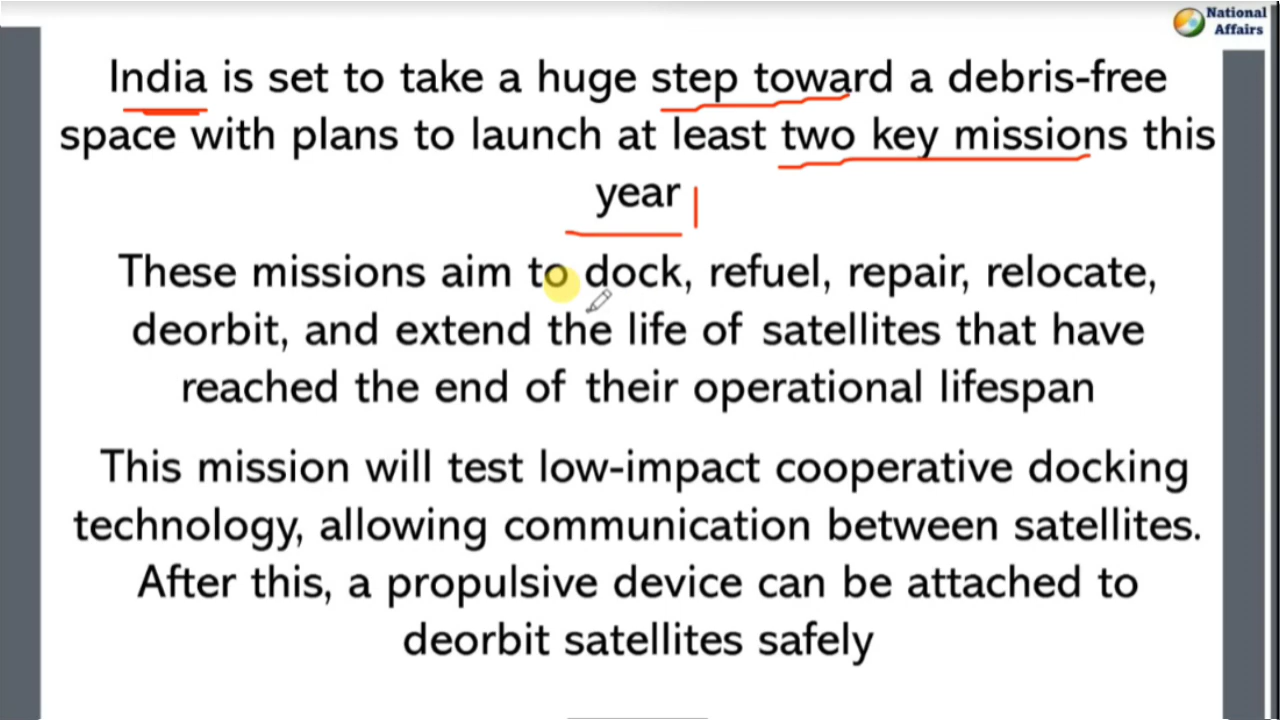 National
Affairs
India is set to take a huge step toward a debris-free
space with plans to launch at least two key missions this
year
These missions aim to dock, refuel, repair, relocate,
deorbit, and extend the life of satellites that have
reached the end of their operational lifespan
This mission will test low-impact cooperative docking
technology, allowing communication between satellites.
After this, a propulsive device can be attached to
deorbit satellites safely